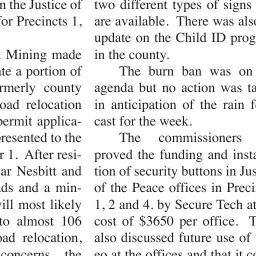 n the Justice of
for Precincts 1,
Mining made
ate a portion of
ormerly county
oad relocation
permit applica-
presented to the
r 1. After resi-
ar Nesbitt and
ads and a min-
will most likely
to almost 106
oad relocation,
concerns the
two different types of signs
are available. There was also
update on the Child ID prog
in the county.
The burn ban was on
agenda but no action was ta
in anticipation of the rain f
cast for the week.
The commissioners
proved the funding and insta
tion of security buttons in Jus
of the Peace offices in Preci
1, 2 and 4. by Secure Tech at
cost of $3650 per office. T
also discussed future use of
eo at the offices and that it co